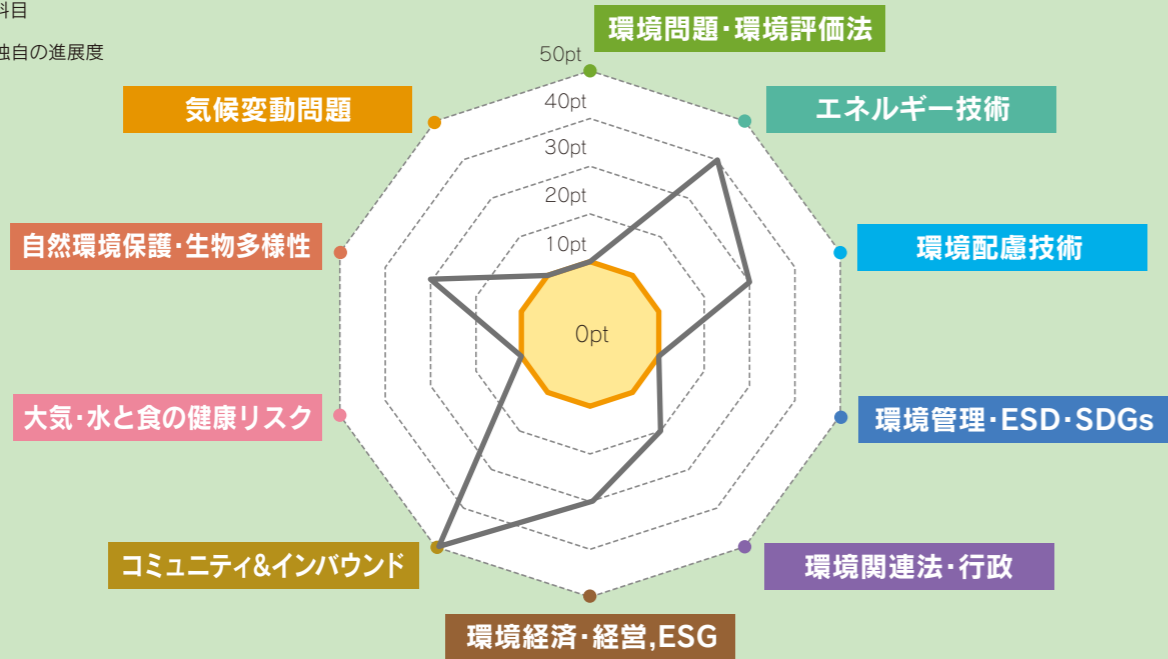 科目
独自の進展度
環境問題・環境評価法
50pt
40pt
30pt
20pt
10pt
0pt
気候変動問題
エネルギー技術
自然環境保護・生物多様性
環境配慮技術
大気・水と食の健康リスク
環境管理・ESD・SDGs
コミュニティ&インバウンド
環境関連法・行政
環境経済・経営,ESG